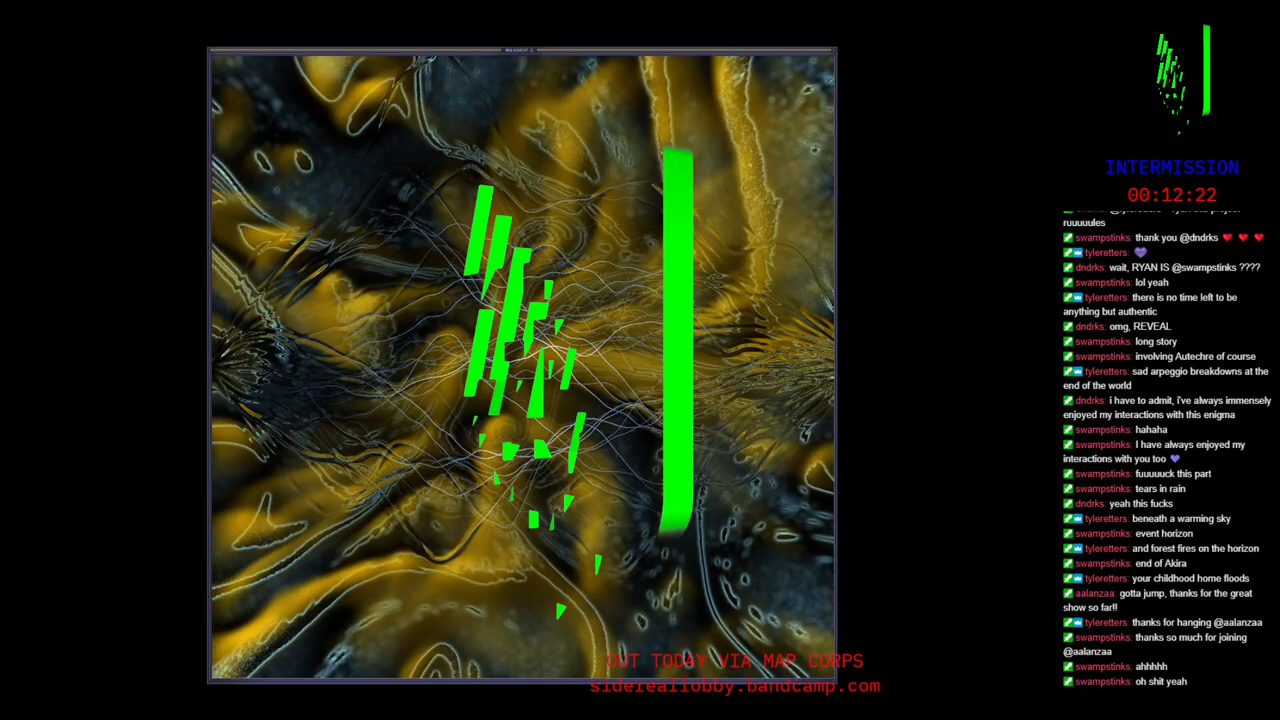 MILKDROP 2
INTERMISSION
00:12:22
ruuuuules
swampstinks: thank you @dndrks
tyleretters:
dndrks: wait, RYAN IS @swampstinks ????
swampstinks: lol yeah
tyleretters: there is no time left to be
anything but authentic
dndrks: omg, REVEAL
swampstinks: long story
swampstinks: involving Autechre of course
tyleretters: sad arpeggio breakdowns at the
end of the world
dndrks: i have to admit, i've always immensely
enjoyed my interactions with this enigma
swampstinks: hahaha
swampstinks: I have always enjoyed my
interactions with you too
swampstinks: fuuuuuck this part
swampstinks: tears in rain
dndrks: yeah this fucks
tyleretters: beneath a warming sky
swampstinks: event horizon
tyleretters: and forest fires on the horizon
swampstinks: end of Akira
tyleretters: your childhood home floods
aalanzaa: gotta jump, thanks for the great
show so far!!
tyleretters: thanks for hanging @aalanzaa
swampstinks: thanks so much for joining
@aalanzaa
swampstinks: ahhhhh
swampstinks: oh shit yeah
OUT TODAY VIA MAP CORPS
sidereallobby.bandcamp.com